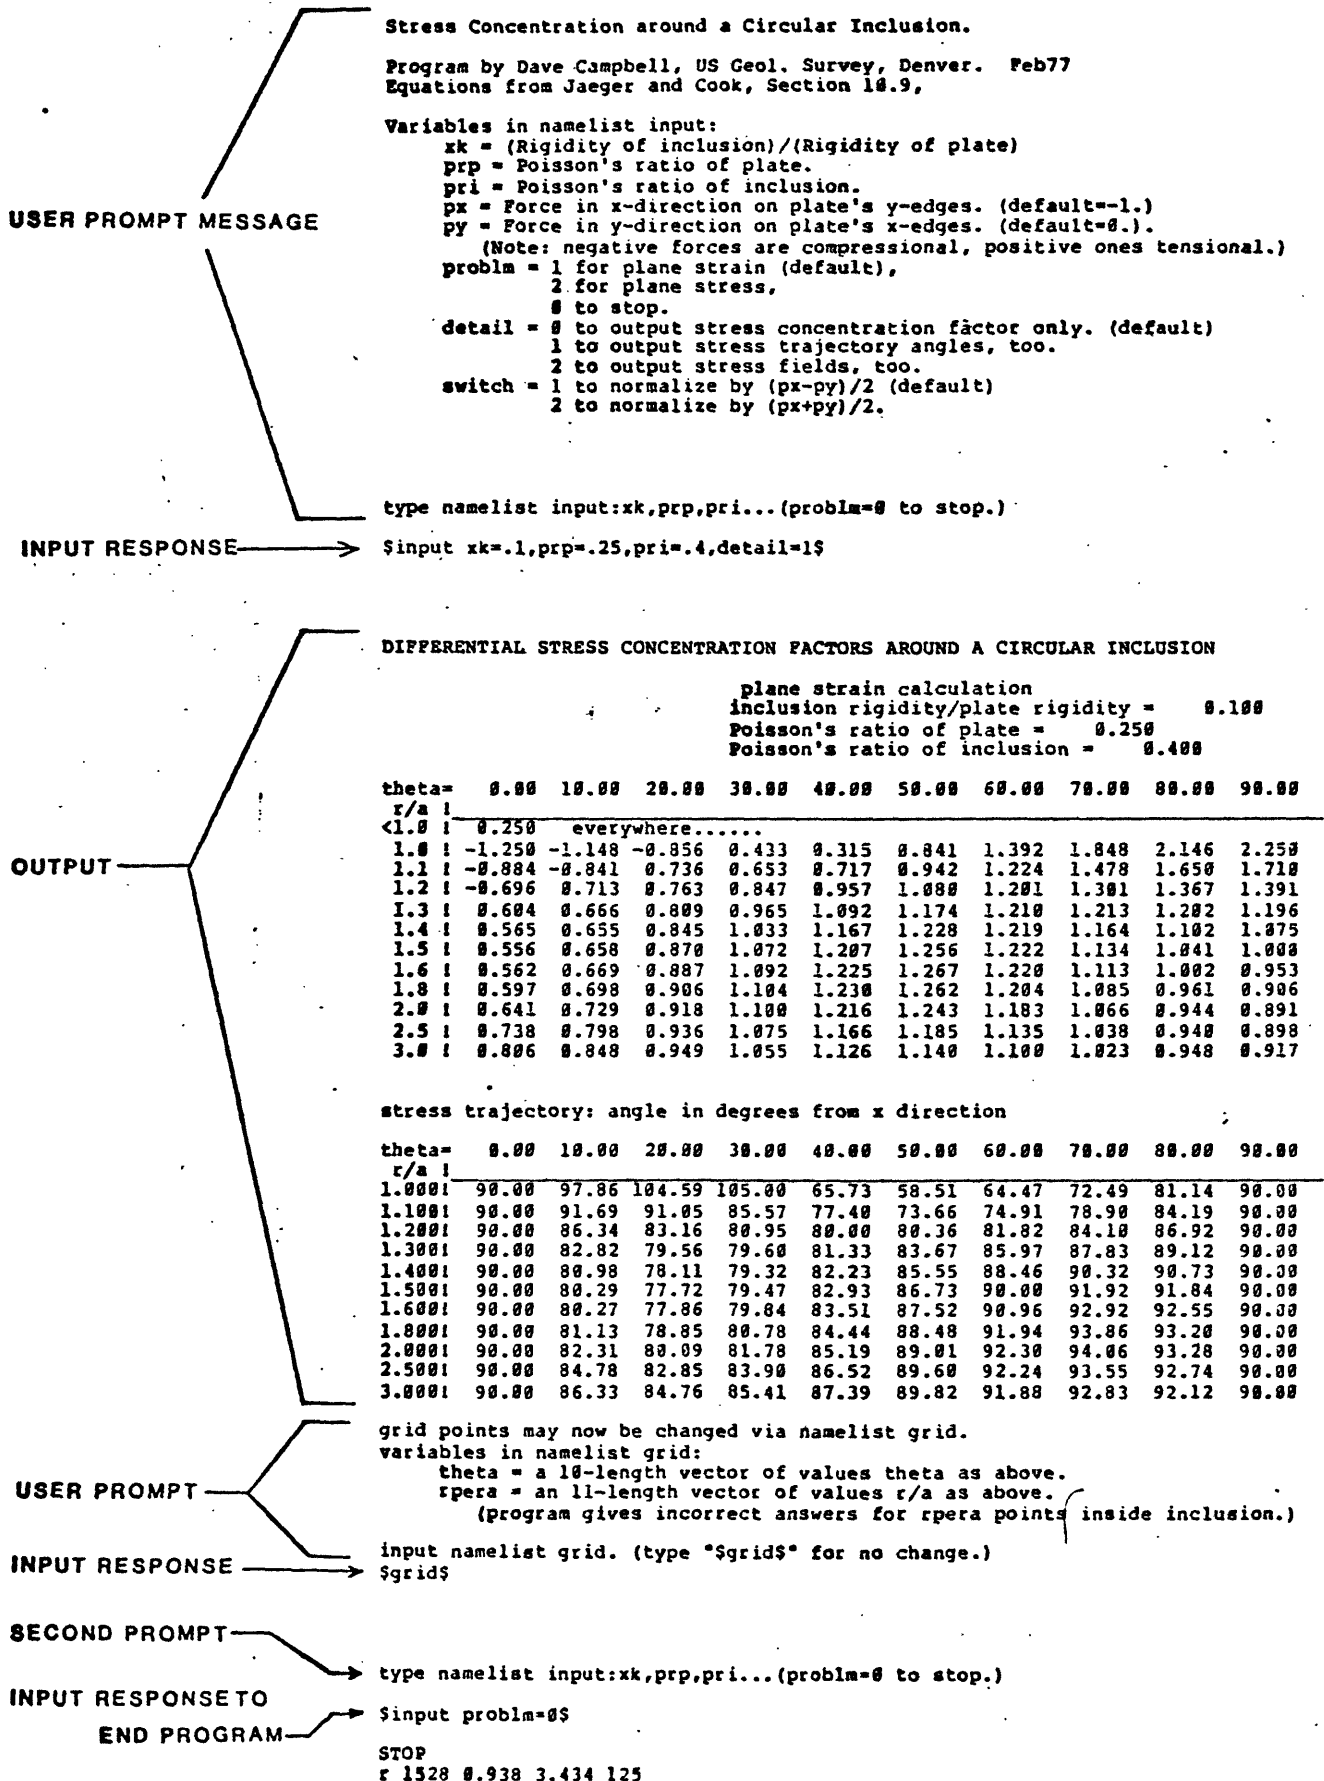 Stress Concentration around a Circular Inclusion.
Program by Dave Campbell, US Geol. Survey, Denver. Feb77
Equations from Jaeger and Cook, Section 10.9,
Variables in namelist input:
xk = (Rigidity of inclusion)/(Rigidity of plate)
prp = Poisson's ratio of plate.
pri = Poisson's ratio of inclusion.
px = Force in x-direction on plate's y-edges. (default=-1.)
py = Force in y-direction on plate's x-edges. (default=0.).
(Note: negative forces are compressional, positive ones tensional.)
problm = 1 for plane strain (default),
2 for plane stress,
0 to stop.
detail = 0 to output stress concentration factor only. (default)
1 to output stress trajectory angles, too.
2 to output stress fields, too.
switch = 1 to normalize by (px-py)/2 (default)
2 to normalize by (px+py)/2.
USER PROMPT MESSAGE
type namelist input:xk,prp,pri...(problm=0 to stop.)
INPUT RESPONSE
$input xk=.1,prp=.25,pri=.4,detail=1$
OUTPUT
DIFFERENTIAL STRESS CONCENTRATION FACTORS AROUND A CIRCULAR INCLUSION
plane strain calculation
inclusion rigidity/plate rigidity = 0.100
Poisson's ratio of plate = 0.250
Poisson's ratio of inclusion = 0.400
theta= 0.00 10.00 20.00 30.00 40.00 50.00 60.00 70.00 80.00 90.00
r/a !
<1.0 ! 0.250 everywhere......
1.0 ! -1.250 -1.148 -0.856 0.433 0.315 0.841 1.392 1.848 2.146 2.250
1.1 ! -0.884 -0.841 0.736 0.653 0.717 0.942 1.224 1.478 1.650 1.710
1.2 ! -0.696 0.713 0.763 0.847 0.957 1.080 1.201 1.301 1.367 1.391
1.3 ! 0.604 0.666 0.809 0.965 1.092 1.174 1.210 1.213 1.202 1.196
1.4 ! 0.565 0.655 0.845 1.033 1.167 1.228 1.219 1.164 1.102 1.075
1.5 ! 0.556 0.658 0.870 1.072 1.207 1.256 1.222 1.134 1.041 1.000
1.6 ! 0.562 0.669 0.887 1.092 1.225 1.267 1.220 1.113 1.002 0.953
1.8 ! 0.597 0.698 0.906 1.104 1.230 1.262 1.204 1.085 0.961 0.906
2.0 ! 0.641 0.729 0.918 1.100 1.216 1.243 1.183 1.066 0.944 0.891
2.5 ! 0.738 0.798 0.936 1.075 1.166 1.185 1.135 1.038 0.940 0.898
3.0 ! 0.806 0.848 0.949 1.055 1.126 1.140 1.100 1.023 0.948 0.917
stress trajectory: angle in degrees from x direction
theta= 0.00 10.00 20.00 30.00 40.00 50.00 60.00 70.00 80.00 90.00
r/a !
1.000! 90.00 97.86 104.59 105.00 65.73 58.51 64.47 72.49 81.14 90.00
1.100! 90.00 91.69 91.05 85.57 77.40 73.66 74.91 78.90 84.19 90.00
1.200! 90.00 86.34 83.16 80.95 80.00 80.36 81.82 84.10 86.92 90.00
1.300! 90.00 82.82 79.56 79.60 81.33 83.67 85.97 87.83 89.12 90.00
1.400! 90.00 80.98 78.11 79.32 82.23 85.55 88.46 90.32 90.73 90.00
1.500! 90.00 80.29 77.72 79.47 82.93 86.73 90.00 91.92 91.84 90.00
1.600! 90.00 80.27 77.86 79.84 83.51 87.52 90.96 92.92 92.55 90.00
1.800! 90.00 81.13 78.85 80.78 84.44 88.48 91.94 93.86 93.20 90.00
2.000! 90.00 82.31 80.09 81.78 85.19 89.01 92.30 94.06 93.28 90.00
2.500! 90.00 84.78 82.85 83.90 86.52 89.60 92.24 93.55 92.74 90.00
3.000! 90.00 86.33 84.76 85.41 87.39 89.82 91.88 92.83 92.12 90.00
grid points may now be changed via namelist grid.
variables in namelist grid:
theta = a 10-length vector of values theta as above.
USER PROMPT
rpera = an 11-length vector of values r/a as above.
(program gives incorrect answers for rpera points inside inclusion.)
input namelist grid. (type "$grid$" for no change.)
INPUT RESPONSE
$grid$
SECOND PROMPT
type namelist input:xk,prp,pri...(problm=0 to stop.)
INPUT RESPONSE TO
END PROGRAM
$input problm=0$
STOP
r 1528 0.938 3.434 125